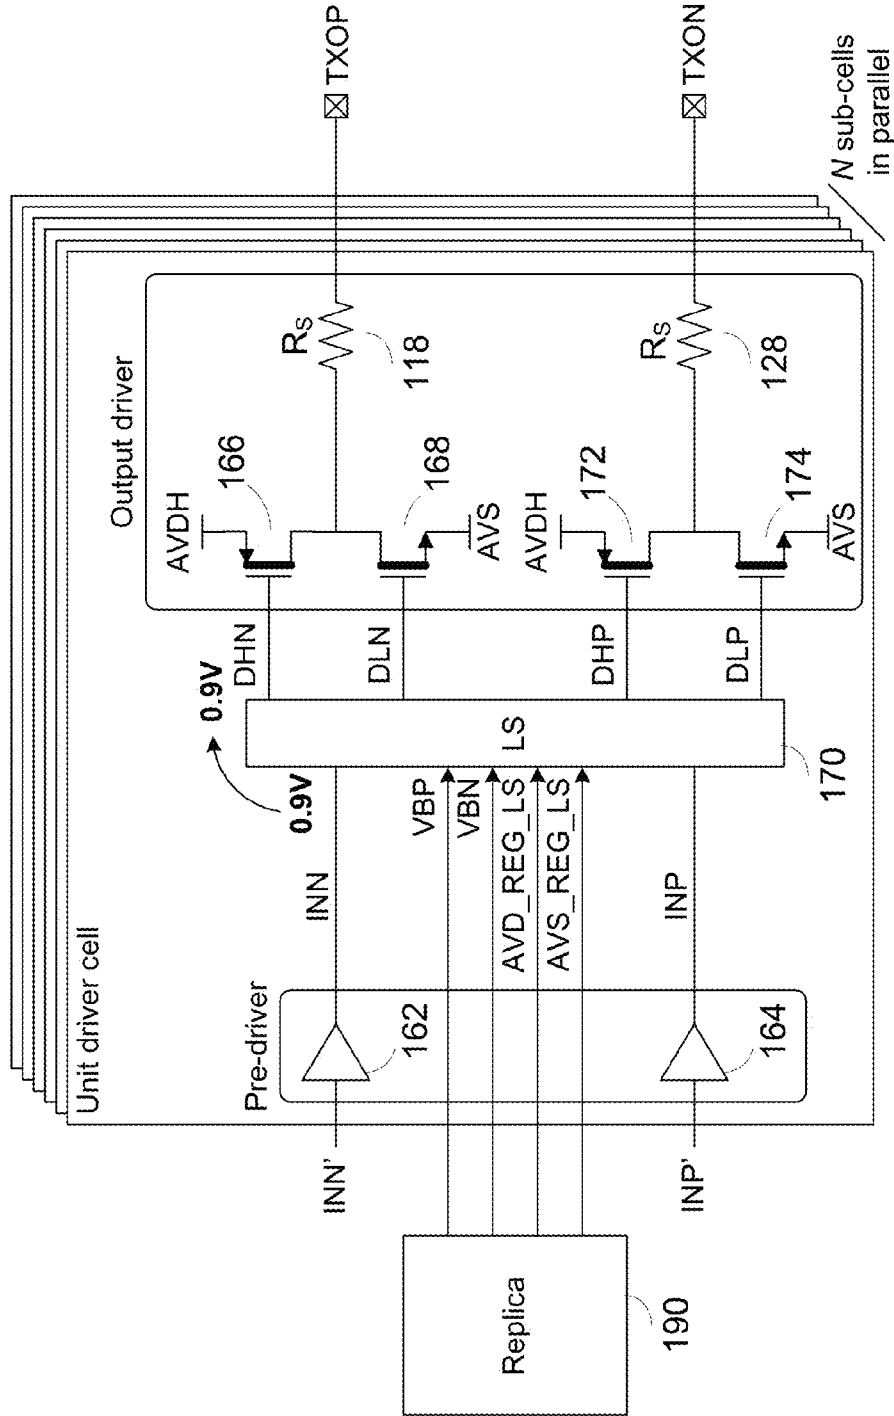 Unit driver cell
Replica
190
INN'
INP'
Pre-driver
162
164
INN
VBP
VBN
AVD_REG_LS
AVS_REG_LS
INP
0.9V
0.9V
LS
170
DHN
DLN
DHP
DLP
Output driver
AVDH
166
168
AVS
AVDH
172
174
AVS
RS
118
RS
128
TXOP
TXON
N sub-cells
in parallel